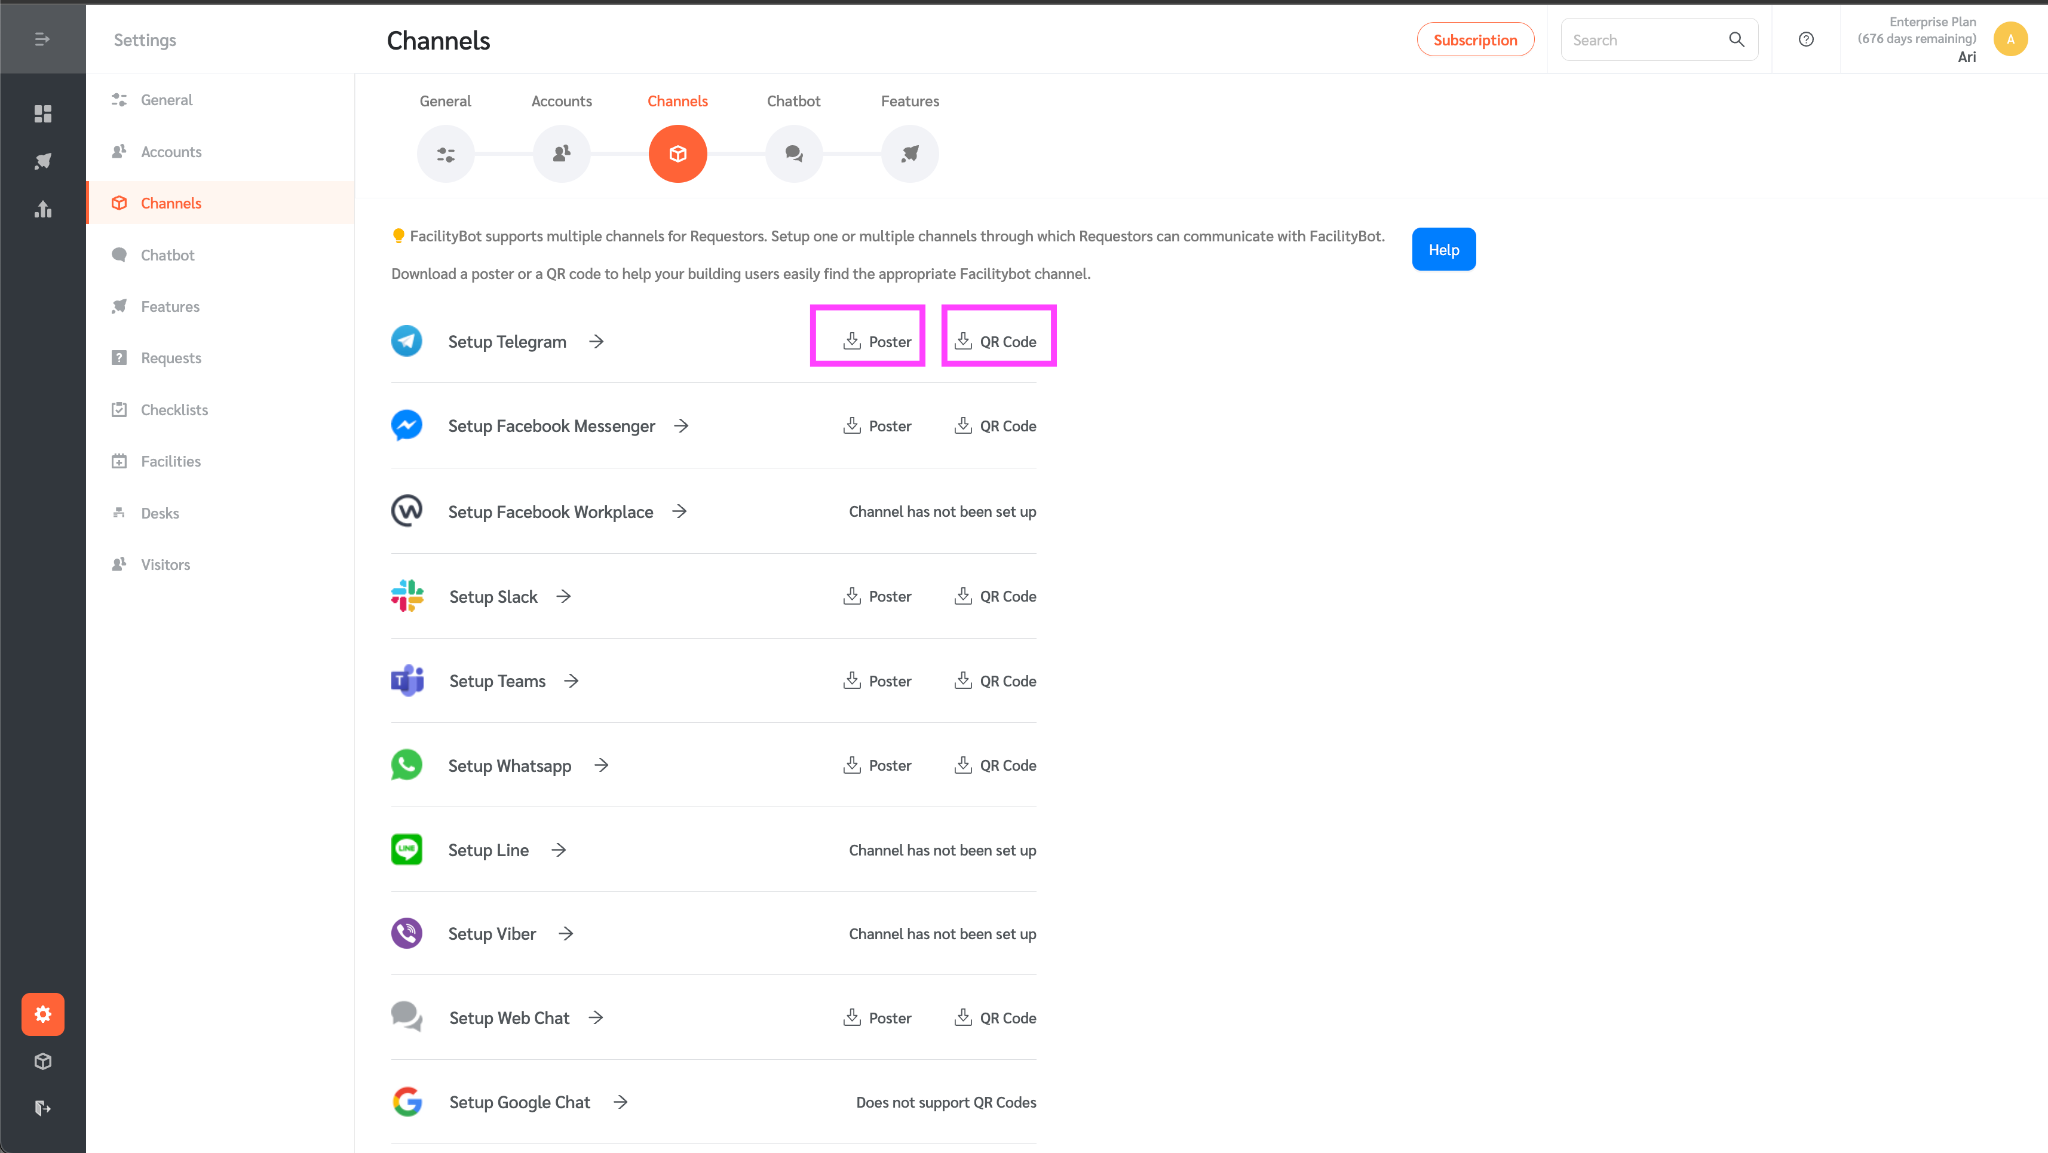 Settings
Channels
Subscription
Search
Enterprise Plan
(676 days remaining)
Ari
A
General
Accounts
Channels
Chatbot
Features
Requests
Checklists
Facilities
Desks
Visitors
General
Accounts
Channels
Chatbot
Features
FacilityBot supports multiple channels for Requestors. Setup one or multiple channels through which Requestors can communicate with FacilityBot.
Help
Download a poster or a QR code to help your building users easily find the appropriate Facilitybot channel.
Setup Telegram
Poster
QR Code
Setup Facebook Messenger
Poster
QR Code
Setup Facebook Workplace
Channel has not been set up
Setup Slack
Poster
QR Code
T
Setup Teams
Poster
QR Code
Setup Whatsapp
Poster
QR Code
LINE
Setup Line
Channel has not been set up
Setup Viber
Channel has not been set up
Setup Web Chat
Poster
QR Code
Setup Google Chat
Does not support QR Codes